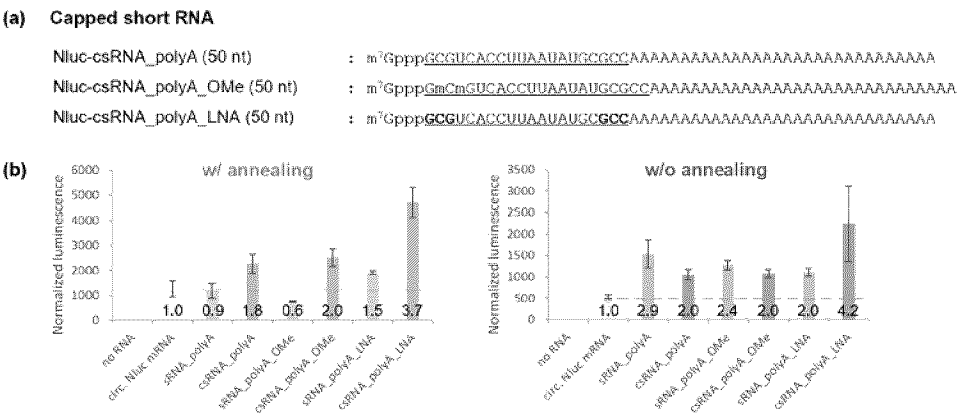 (a) Capped short RNA
Nluc-csRNA_polyA (50 nt) : m⁷GpppGCGUCACCUUAAUAUGCGCCAAAAAAAAAAAAAAAAAAAAAAAAAAAAAA
Nluc-csRNA_polyA_OMe (50 nt) : m⁷GpppGmCmGUCACCUUAAUAUGCGCCAAAAAAAAAAAAAAAAAAAAAAAAAAAAAA
Nluc-csRNA_polyA_LNA (50 nt) : m⁷GpppGCGUCACCUUAAUAUGCGCCAAAAAAAAAAAAAAAAAAAAAAAAAAAAAA
(b)
w/ annealing
Normalized luminescence
6000
5000
4000
3000
2000
1000
0
1.0 0.9 1.8 0.6 2.0 1.5 3.7
no RNA
circ. Nluc mRNA
sRNA_polyA
csRNA_polyA
sRNA_polyA_OMe
csRNA_polyA_OMe
sRNA_polyA_LNA
csRNA_polyA_LNA
w/o annealing
Normalized luminescence
3500
3000
2500
2000
1500
1000
500
0
1.0 2.9 2.0 2.4 2.0 2.0 4.2
no RNA
circ. Nluc mRNA
sRNA_polyA
csRNA_polyA
sRNA_polyA_OMe
csRNA_polyA_OMe
sRNA_polyA_LNA
csRNA_polyA_LNA